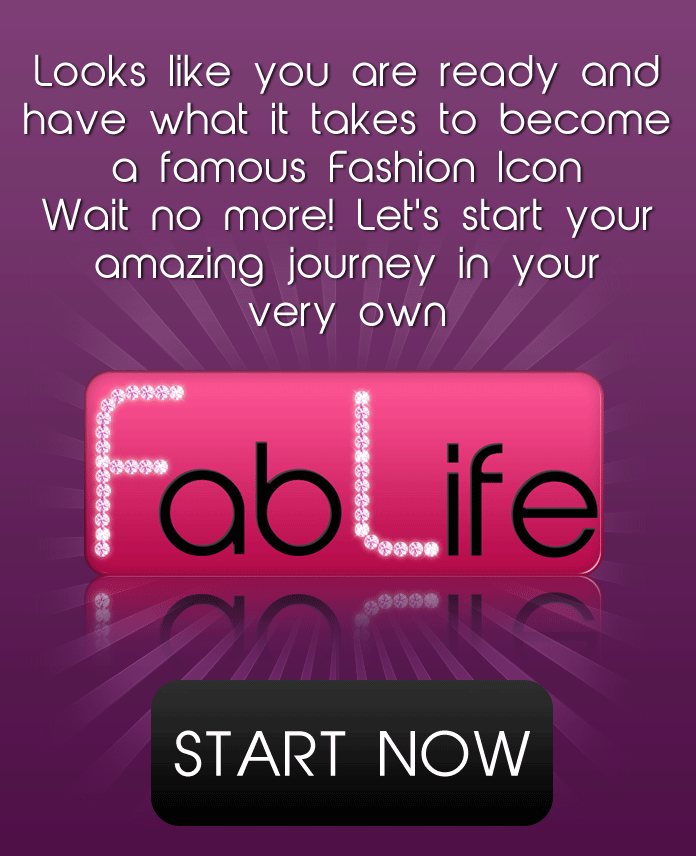 Looks like you are ready and
have what it takes to become
a famous Fashion Icon
Wait no more! Let's start your
amazing journey in your
very own
FabLife
START NOW